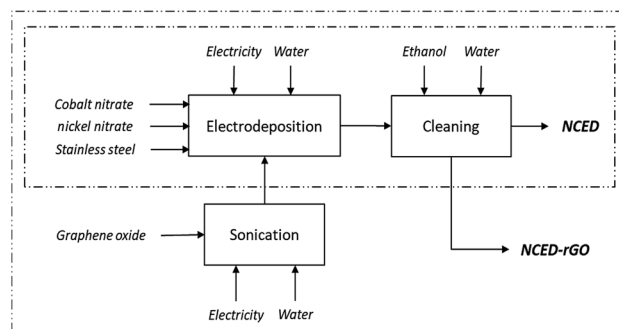 Electricity Water
Ethanol Water
Cobalt nitrate
nickel nitrate
Stainless steel
Electrodeposition
Cleaning
NCED
Graphene oxide
Sonication
NCED-rGO
Electricity Water